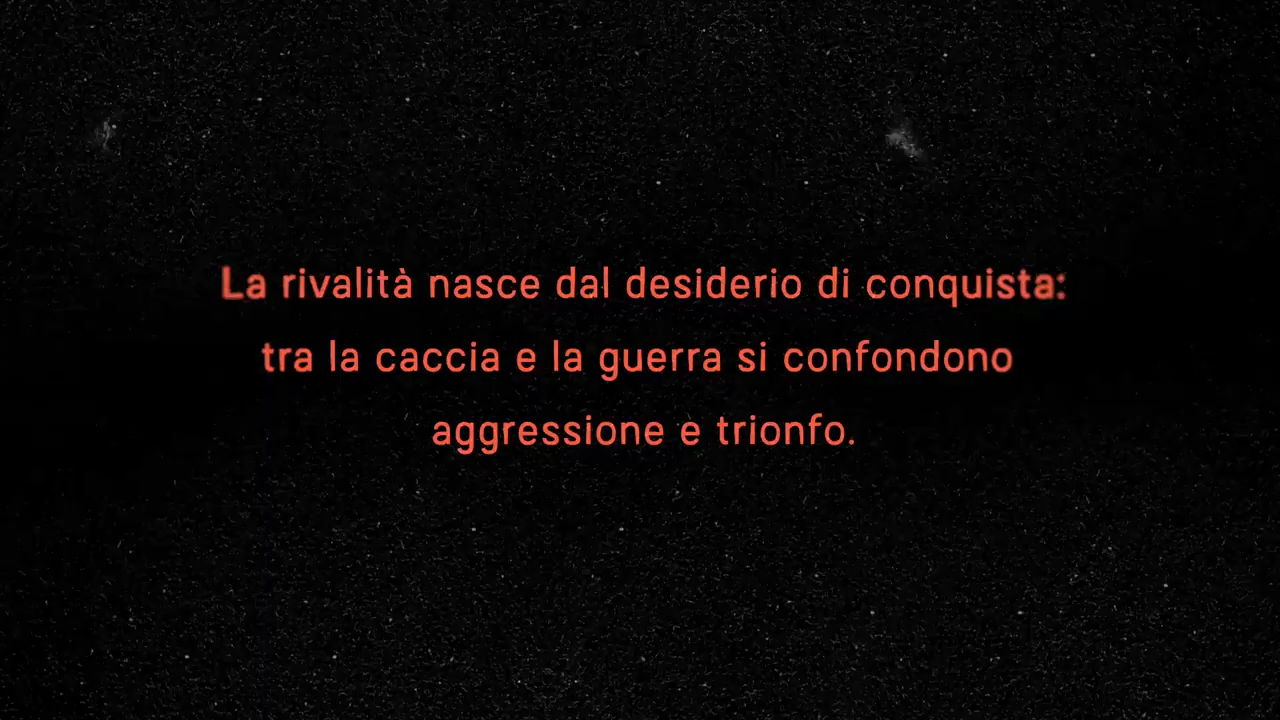 La rivalità nasce dal desiderio di conquista:
tra la caccia e la guerra si confondono
aggressione e trionfo.